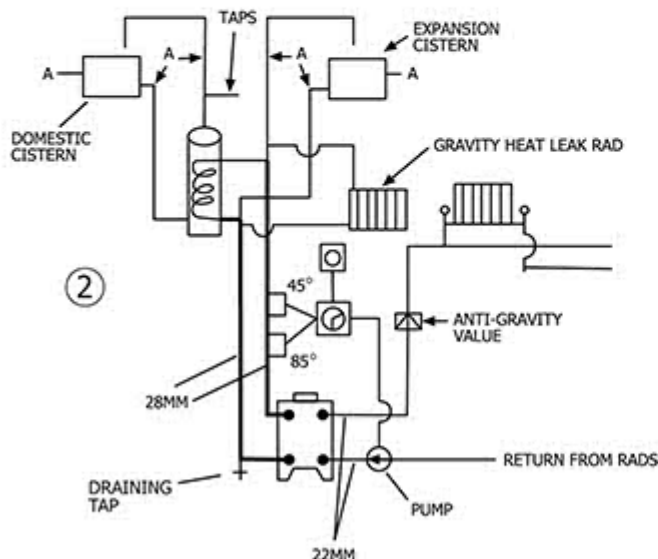 TAPS
EXPANSION
CISTERN
A
A
A
A
DOMESTIC
CISTERN
GRAVITY HEAT LEAK RAD
2
45°
85°
ANTI-GRAVITY
VALUE
28MM
DRAINING
TAP
RETURN FROM RADS
PUMP
22MM